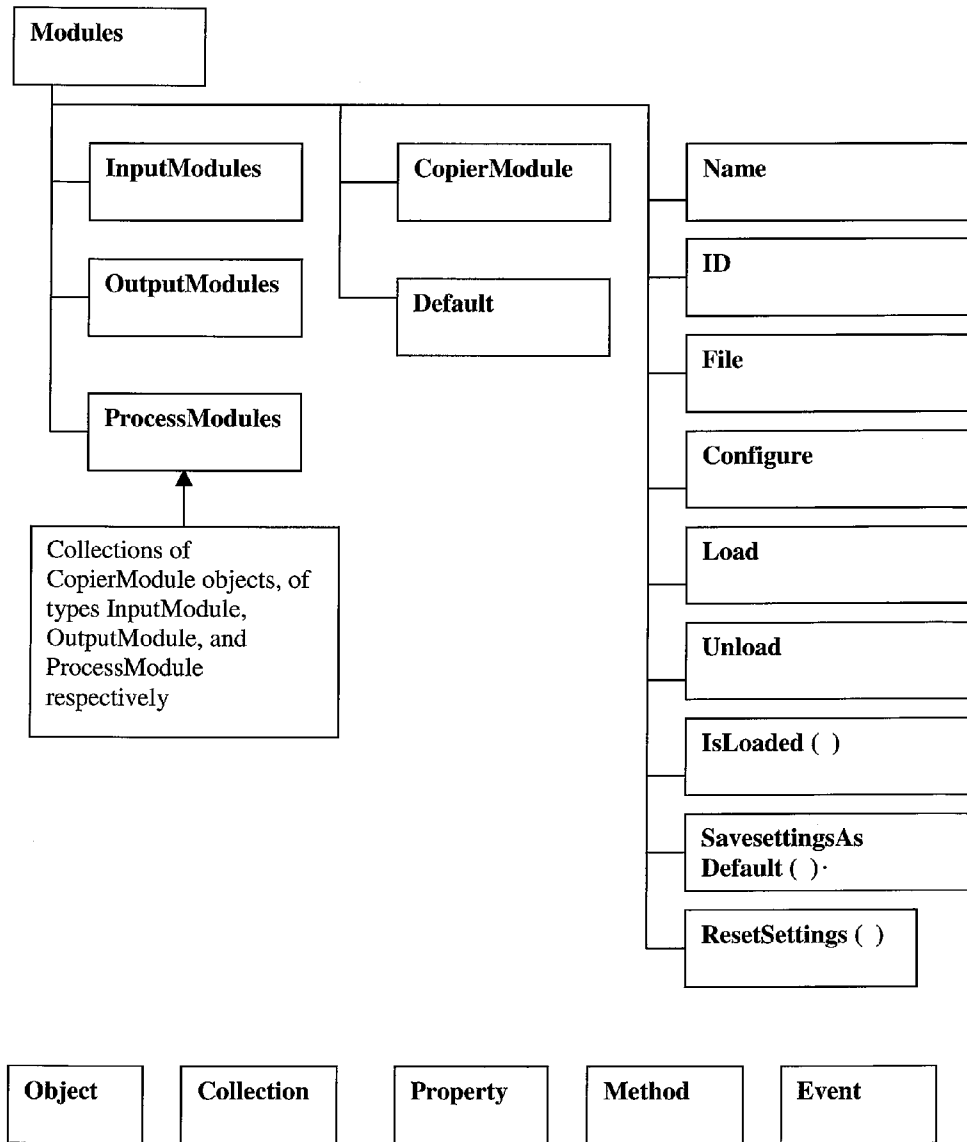 Modules
InputModules
OutputModules
ProcessModules
Collections of
CopierModule objects, of
types InputModule,
OutputModule, and
ProcessModule
respectively
CopierModule
Default
Name
ID
File
Configure
Load
Unload
IsLoaded ( )
SavesettingsAs
Default ( )
ResetSettings ( )
Object
Collection
Property
Method
Event